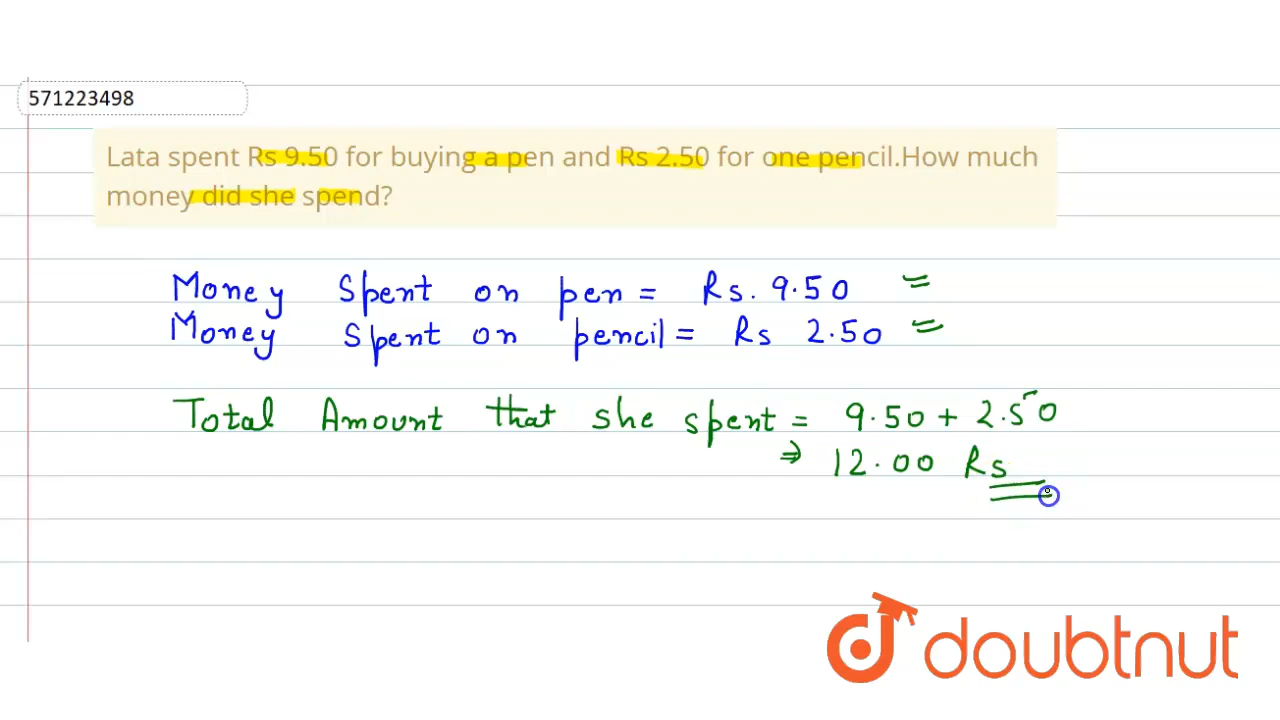 571223498
Lata spent Rs 9.50 for buying a pen and Rs 2.50 for one pencil.How much
money did she spend?
Money Spent on pen = Rs. 9.50
Money Spent on pencil = Rs 2.50
Total Amount that she spent = 9.50 + 2.50
⇒ 12.00 Rs
doubtnut